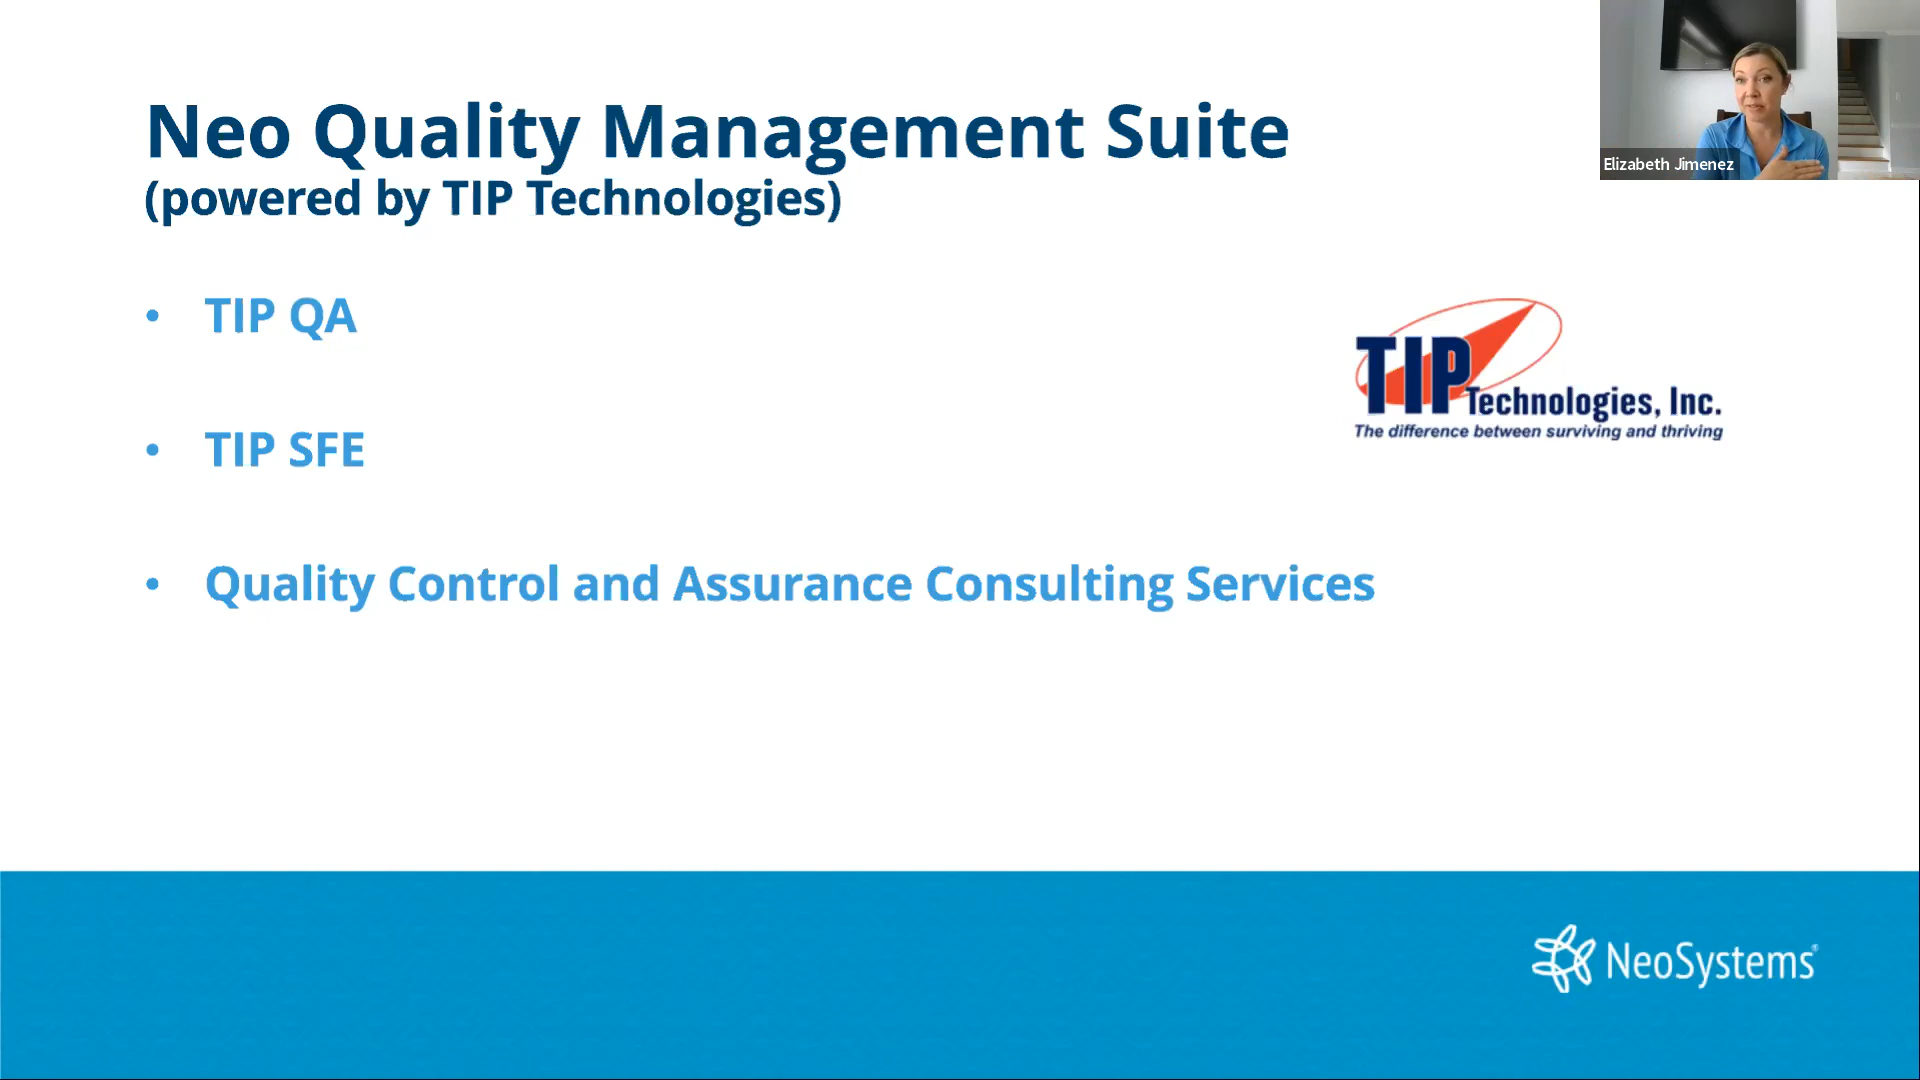 Neo Quality Management Suite
(powered by TIP Technologies)
Elizabeth Jimenez
• TIP QA
TIP
Technologies, Inc.
The difference between surviving and thriving
• TIP SFE
• Quality Control and Assurance Consulting Services
NeoSystems®